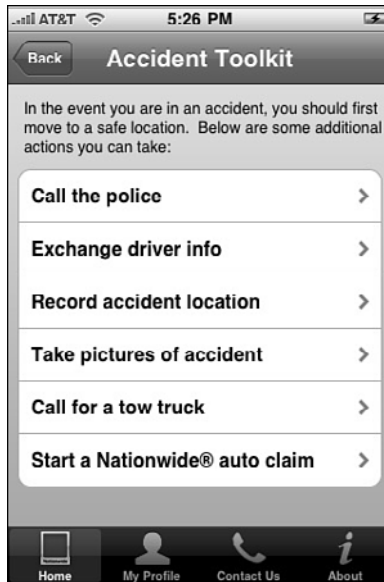 AT&T 5:26 PM
Back Accident Toolkit
In the event you are in an accident, you should first
move to a safe location. Below are some additional
actions you can take:
Call the police
Exchange driver info
Record accident location
Take pictures of accident
Call for a tow truck
Start a Nationwide® auto claim
Home My Profile Contact Us About